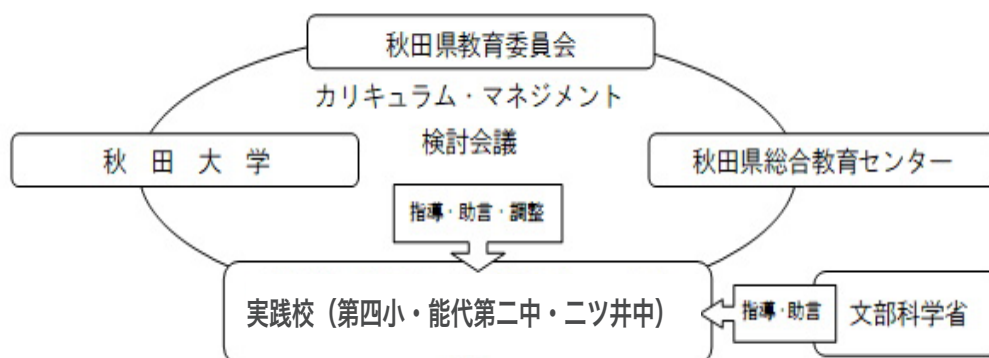 秋田県教育委員会
カリキュラム・マネジメント
検討会議
秋 田 大 学
秋田県総合教育センター
指導・助言・調整
実践校（第四小・能代第二中・二ツ井中）
指導・助言
文部科学省